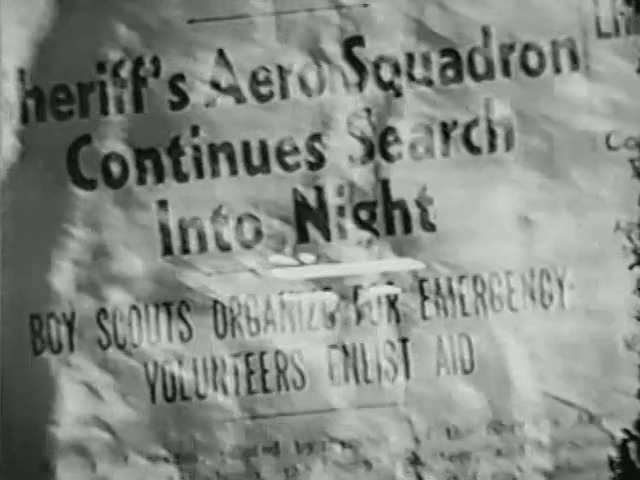 heriff's Aero Squadron
Continues Search
into Night
BOY SCOUTS ORGANIZE FOR EMERGENCY
VOLUNTEERS ENLIST AID